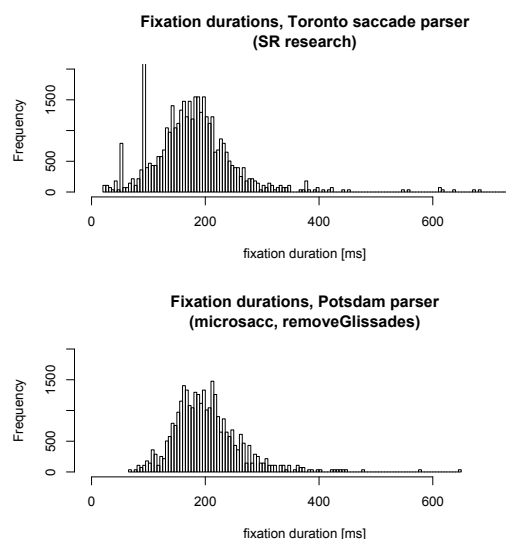 Fixation durations, Toronto saccade parser
(SR research)
Frequency
1500
500
0
0
200
400
600
fixation duration [ms]
Fixation durations, Potsdam parser
(microsacc, removeGlissades)
Frequency
1500
500
0
0
200
400
600
fixation duration [ms]